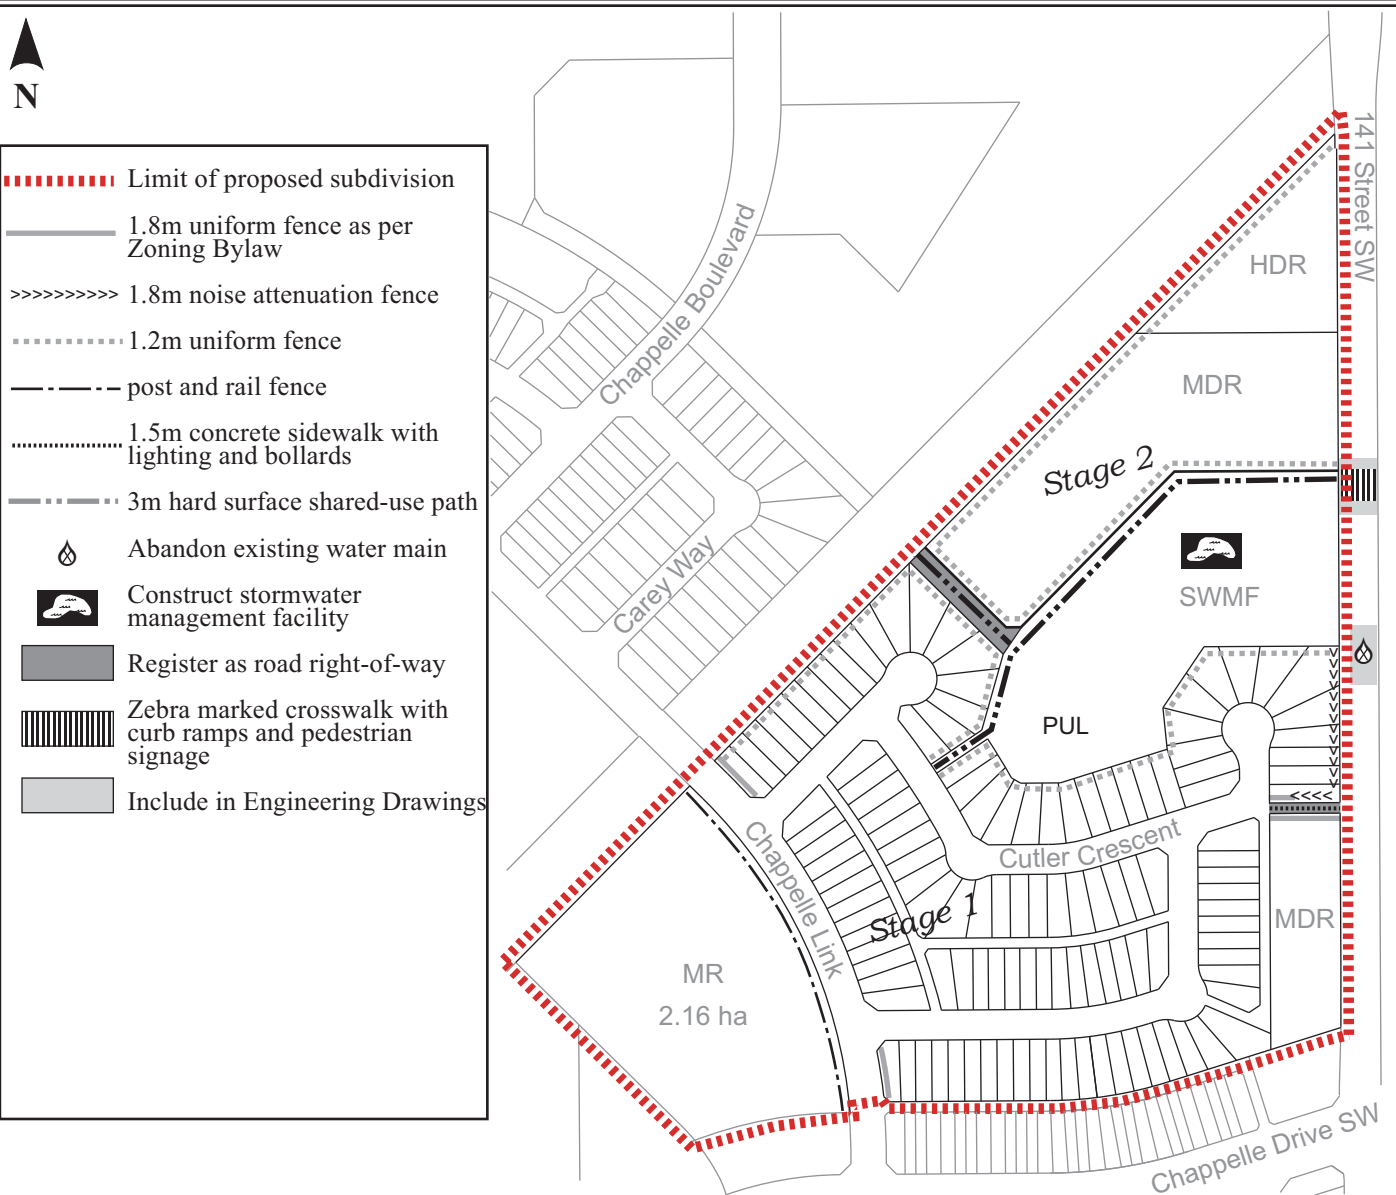 N
Limit of proposed subdivision
1.8m uniform fence as per
Zoning Bylaw
>>>>>>>>>> 1.8m noise attenuation fence
1.2m uniform fence
post and rail fence
1.5m concrete sidewalk with
lighting and bollards
3m hard surface shared-use path
Abandon existing water main
Construct stormwater
management facility
Register as road right-of-way
Zebra marked crosswalk with
curb ramps and pedestrian
signage
Include in Engineering Drawings
Chappelle Boulevard
Carey Way
141 Street SW
HDR
MDR
Stage 2
SWMF
PUL
Cutler Crescent
Chappelle Link
Stage 1
MDR
MR
2.16 ha
Chappelle Drive SW